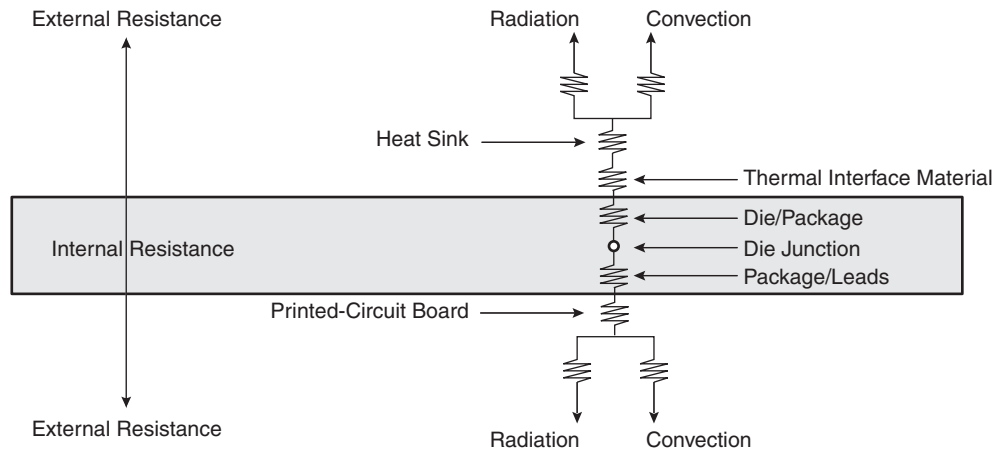 External Resistance
Radiation
Convection
Heat Sink
Thermal Interface Material
Die/Package
Internal Resistance
Die Junction
Package/Leads
Printed-Circuit Board
External Resistance
Radiation
Convection